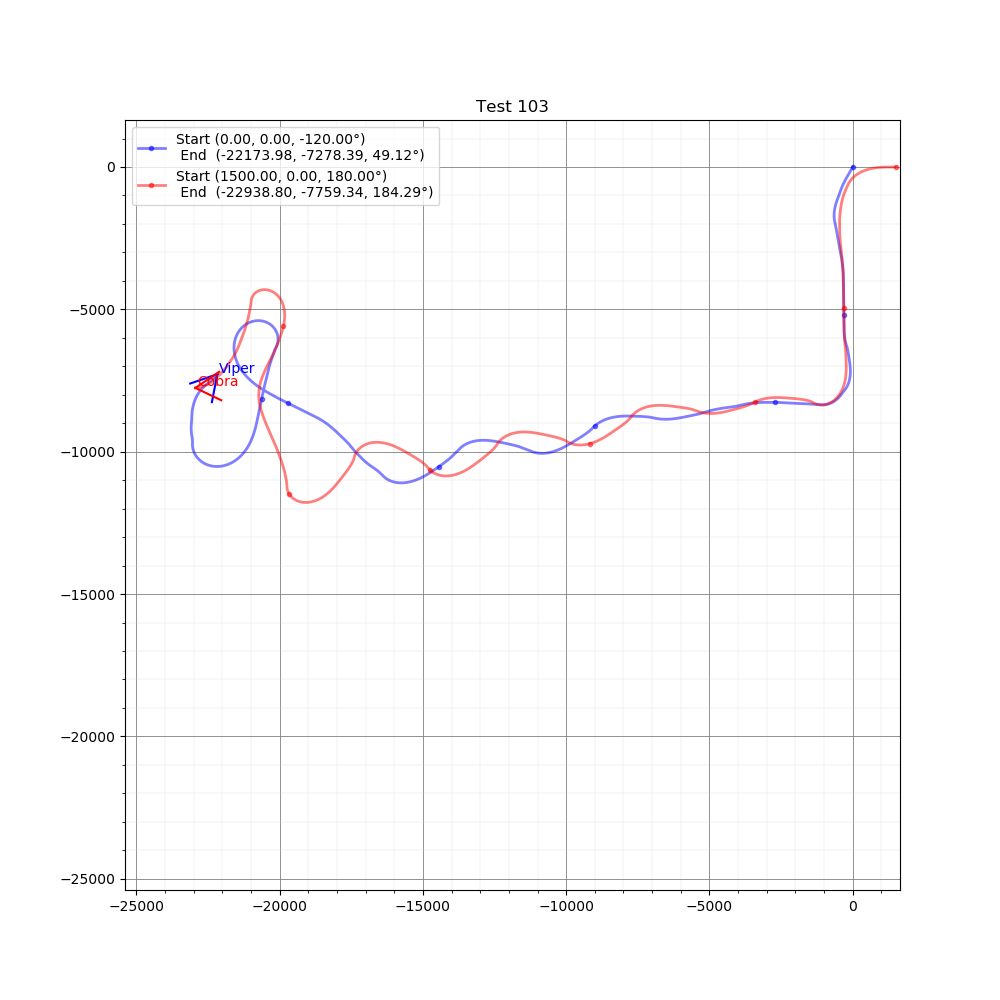 Test 103
Start (0.00, 0.00, -120.00°)
End  (-22173.98, -7278.39, 49.12°)
Start (1500.00, 0.00, 180.00°)
End  (-22938.80, -7759.34, 184.29°)
0
−5000
−10000
−15000
−20000
−25000
Viper
Cobra
−25000 −20000 −15000 −10000 −5000 0